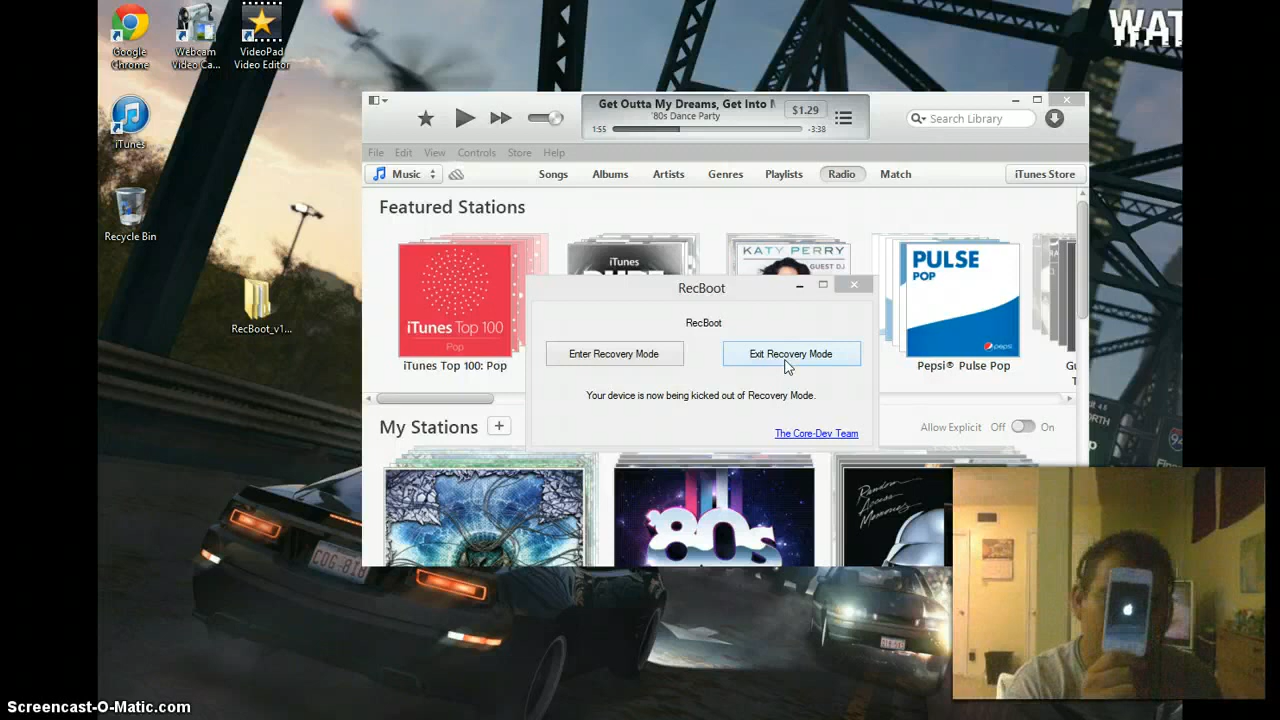 WAT
Google
Chrome
Webcam
Video Ca...
VideoPad
Video Editor
iTunes
Recycle Bin
RecBoot_v1...
Get Outta My Dreams, Get Into M
'80s Dance Party
$1.29
1:55
-3:38
Search Library
File Edit View Controls Store Help
Music
Songs Albums Artists Genres Playlists Radio Match
iTunes Store
Featured Stations
iTunes Top 100
Pop
iTunes
KATY PERRY
GUEST DJ
PULSE
POP
pepsi
iTunes Top 100: Pop
Pepsi® Pulse Pop
RecBoot
RecBoot
Enter Recovery Mode
Exit Recovery Mode
Your device is now being kicked out of Recovery Mode.
The Core-Dev Team
My Stations +
Allow Explicit Off On
'80s
Random
Access
Memories
COG 818
Screencast-O-Matic.com